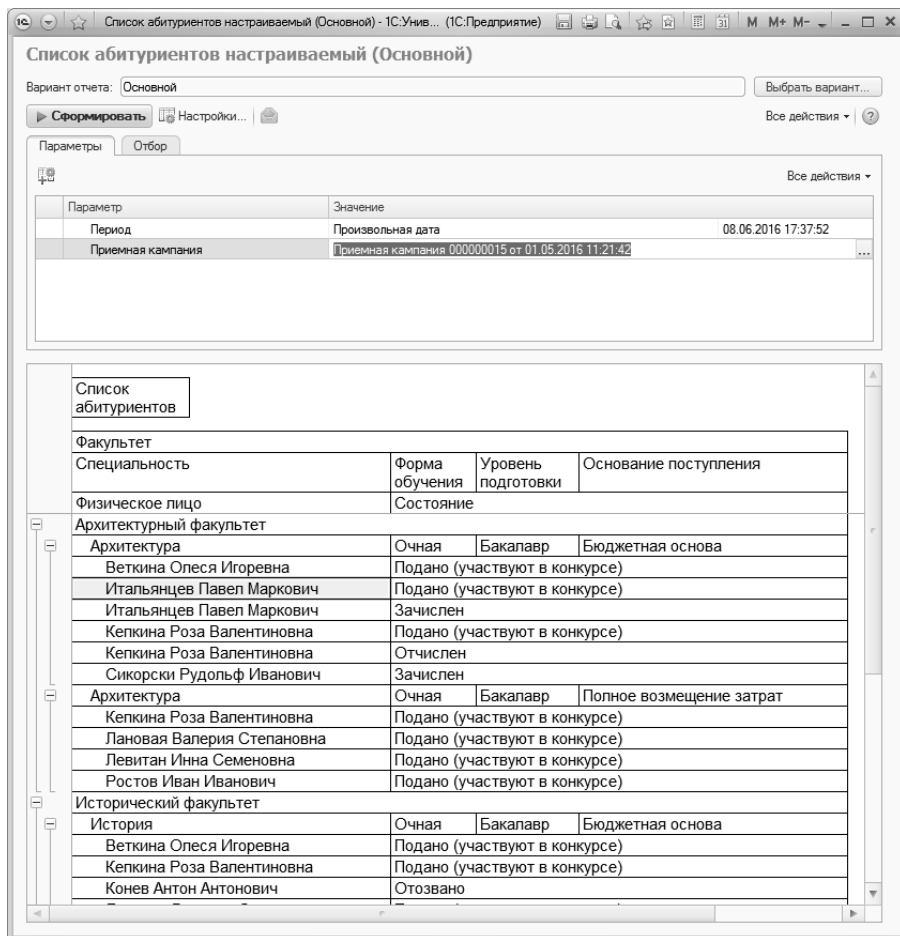 Список абитуриентов настраиваемый (Основной) - 1С:Унив... (1С:Предприятие) 31 M M+ M-
Список абитуриентов настраиваемый (Основной)
Вариант отчета: Основной Выбрать вариант...
Сформировать Настройки... Все действия ?
Параметры Отбор
Все действия
Параметр Значение
Период Произвольная дата 08.06.2016 17:37:52
Приемная кампания Приемная кампания 000000015 от 01.05.2016 11:21:42 ...
Список
абитуриентов
Факультет
Специальность Форма обучения Уровень подготовки Основание поступления
Физическое лицо Состояние
Архитектурный факультет
Архитектура Очная Бакалавр Бюджетная основа
Веткина Олеся Игоревна Подано (участвуют в конкурсе)
Итальянцев Павел Маркович Подано (участвуют в конкурсе)
Итальянцев Павел Маркович Зачислен
Кепкина Роза Валентиновна Подано (участвуют в конкурсе)
Кепкина Роза Валентиновна Отчислен
Сикорски Рудольф Иванович Зачислен
Архитектура Очная Бакалавр Полное возмещение затрат
Кепкина Роза Валентиновна Подано (участвуют в конкурсе)
Лановая Валерия Степановна Подано (участвуют в конкурсе)
Левитан Инна Семеновна Подано (участвуют в конкурсе)
Ростов Иван Иванович Подано (участвуют в конкурсе)
Исторический факультет
История Очная Бакалавр Бюджетная основа
Веткина Олеся Игоревна Подано (участвуют в конкурсе)
Кепкина Роза Валентиновна Подано (участвуют в конкурсе)
Конев Антон Антонович Отозвано